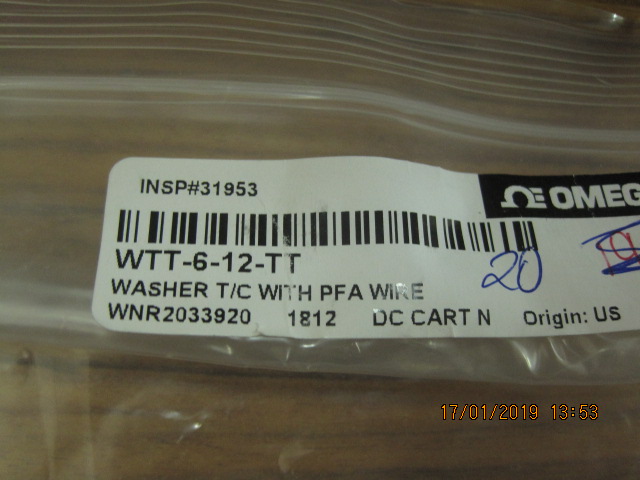 INSP#31953
OMEG
WTT-6-12-TT
20
WASHER T/C WITH PFA WIRE
WNR2033920 1812 DC CART N Origin: US
17/01/2019 13:53